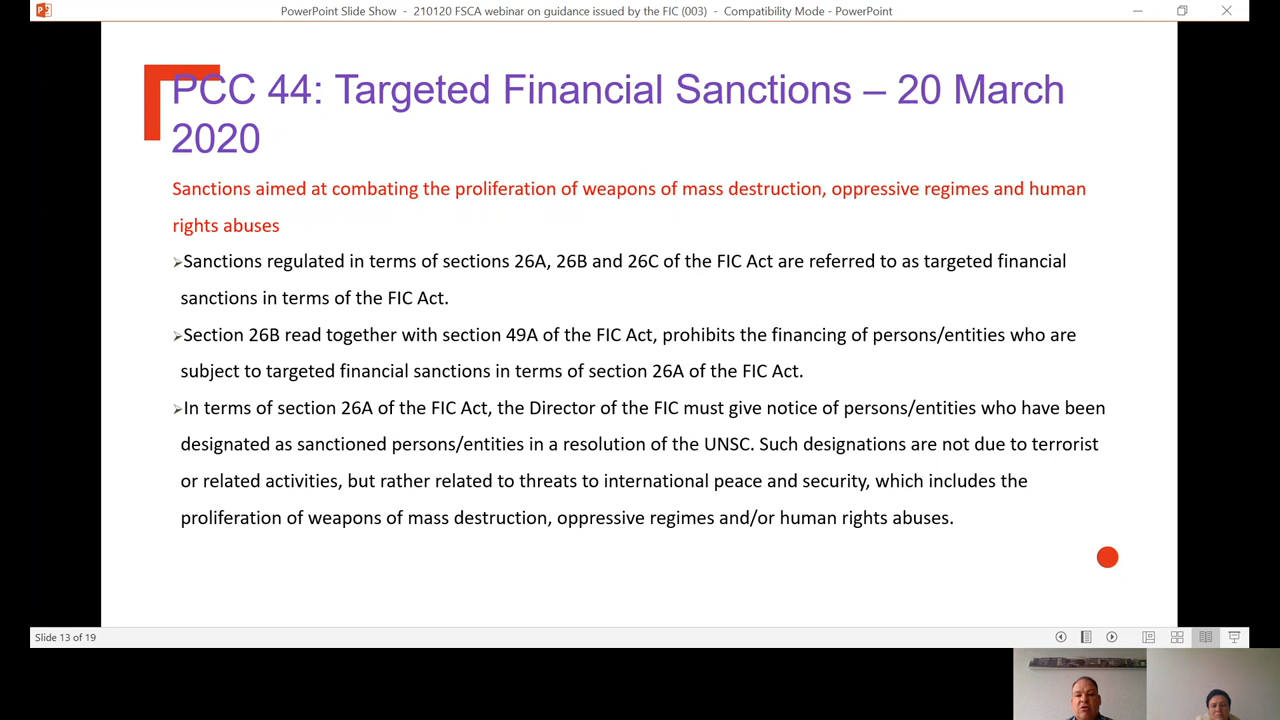 PowerPoint Slide Show - 210120 FSCA webinar on guidance issued by the FIC (003) - Compatibility Mode - PowerPoint
PCC 44: Targeted Financial Sanctions – 20 March
2020
Sanctions aimed at combating the proliferation of weapons of mass destruction, oppressive regimes and human
rights abuses
➢Sanctions regulated in terms of sections 26A, 26B and 26C of the FIC Act are referred to as targeted financial
sanctions in terms of the FIC Act.
➢Section 26B read together with section 49A of the FIC Act, prohibits the financing of persons/entities who are
subject to targeted financial sanctions in terms of section 26A of the FIC Act.
➢In terms of section 26A of the FIC Act, the Director of the FIC must give notice of persons/entities who have been
designated as sanctioned persons/entities in a resolution of the UNSC. Such designations are not due to terrorist
or related activities, but rather related to threats to international peace and security, which includes the
proliferation of weapons of mass destruction, oppressive regimes and/or human rights abuses.
Slide 13 of 19